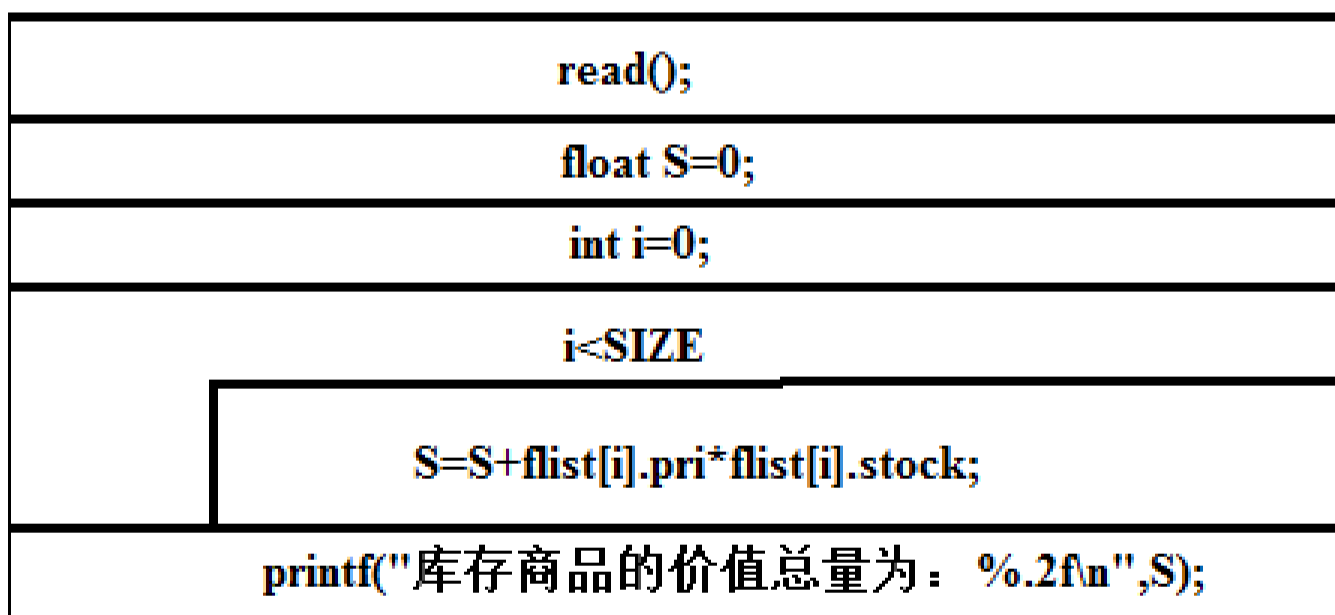 read();
float S=0;
int i=0;
i<SIZE
S=S+flist[i].pri*flist[i].stock;
printf("库存商品的价值总量为：%.2f\n",S);